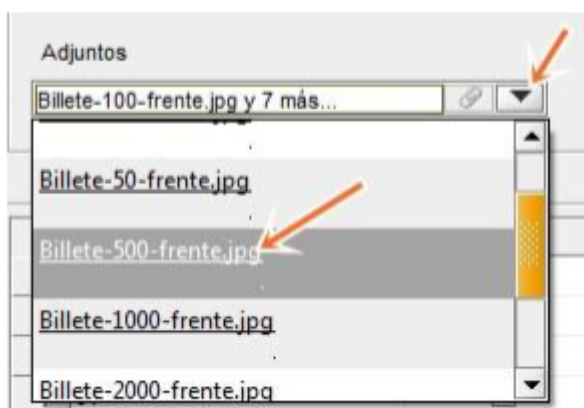 Adjuntos
Billete-100-frente.jpg y 7 más...
Billete-50-frente.jpg
Billete-500-frente.jpg
Billete-1000-frente.jpg
Billete-2000-frente.jpg